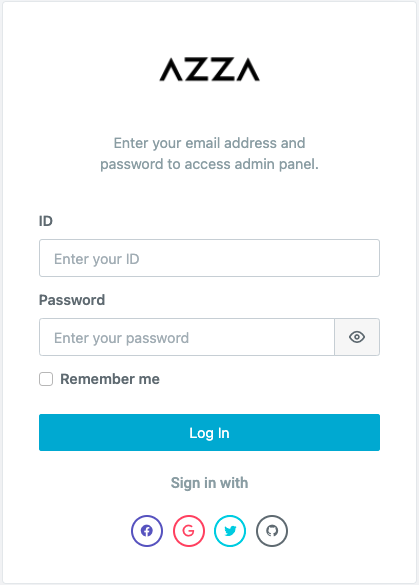 AZZA
Enter your email address and
password to access admin panel.
ID
Enter your ID
Password
Enter your password
Remember me
Log In
Sign in with